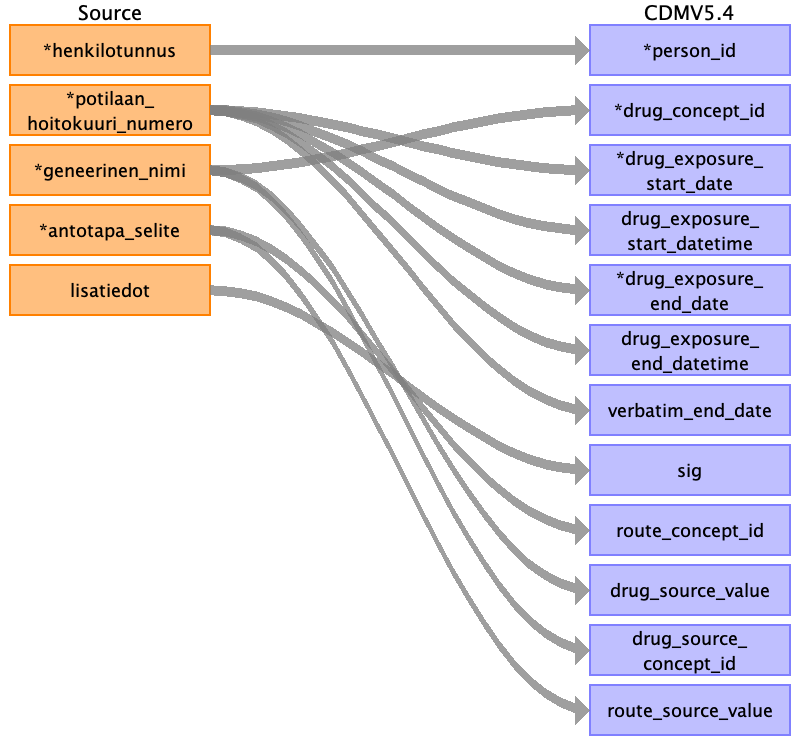 Source
CDMV5.4
*henkilotunnus
*person_id
*potilaan_
hoitokuuri_numero
*drug_concept_id
*geneerinen_nimi
*drug_exposure_
start_date
*antotapa_selite
drug_exposure_
start_datetime
lisatiedot
*drug_exposure_
end_date
drug_exposure_
end_datetime
verbatim_end_date
sig
route_concept_id
drug_source_value
drug_source_
concept_id
route_source_value